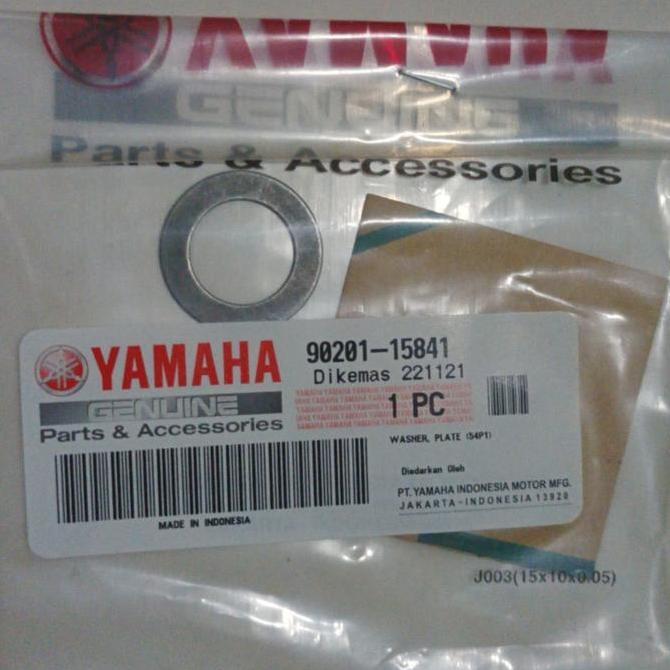 YAMAHA
GENUINE
Parts & Accessories
YAMAHA
GENUINE
Parts & Accessories
90201-15841
Dikemas 221121
1 PC
WASHER, PLATE (54P1)
Diedarkan Oleh
PT. YAMAHA INDONESIA MOTOR MFG.
JAKARTA-INDONESIA 13920
MADE IN INDONESIA
J003(15x10x0.05)